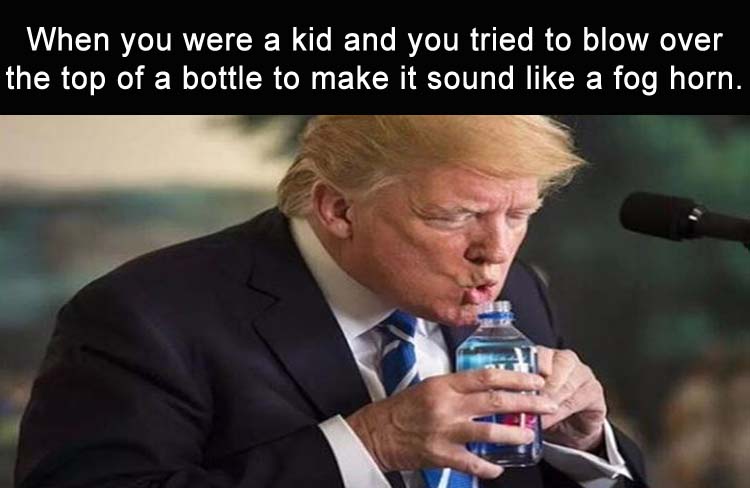 When you were a kid and you tried to blow over
the top of a bottle to make it sound like a fog horn.